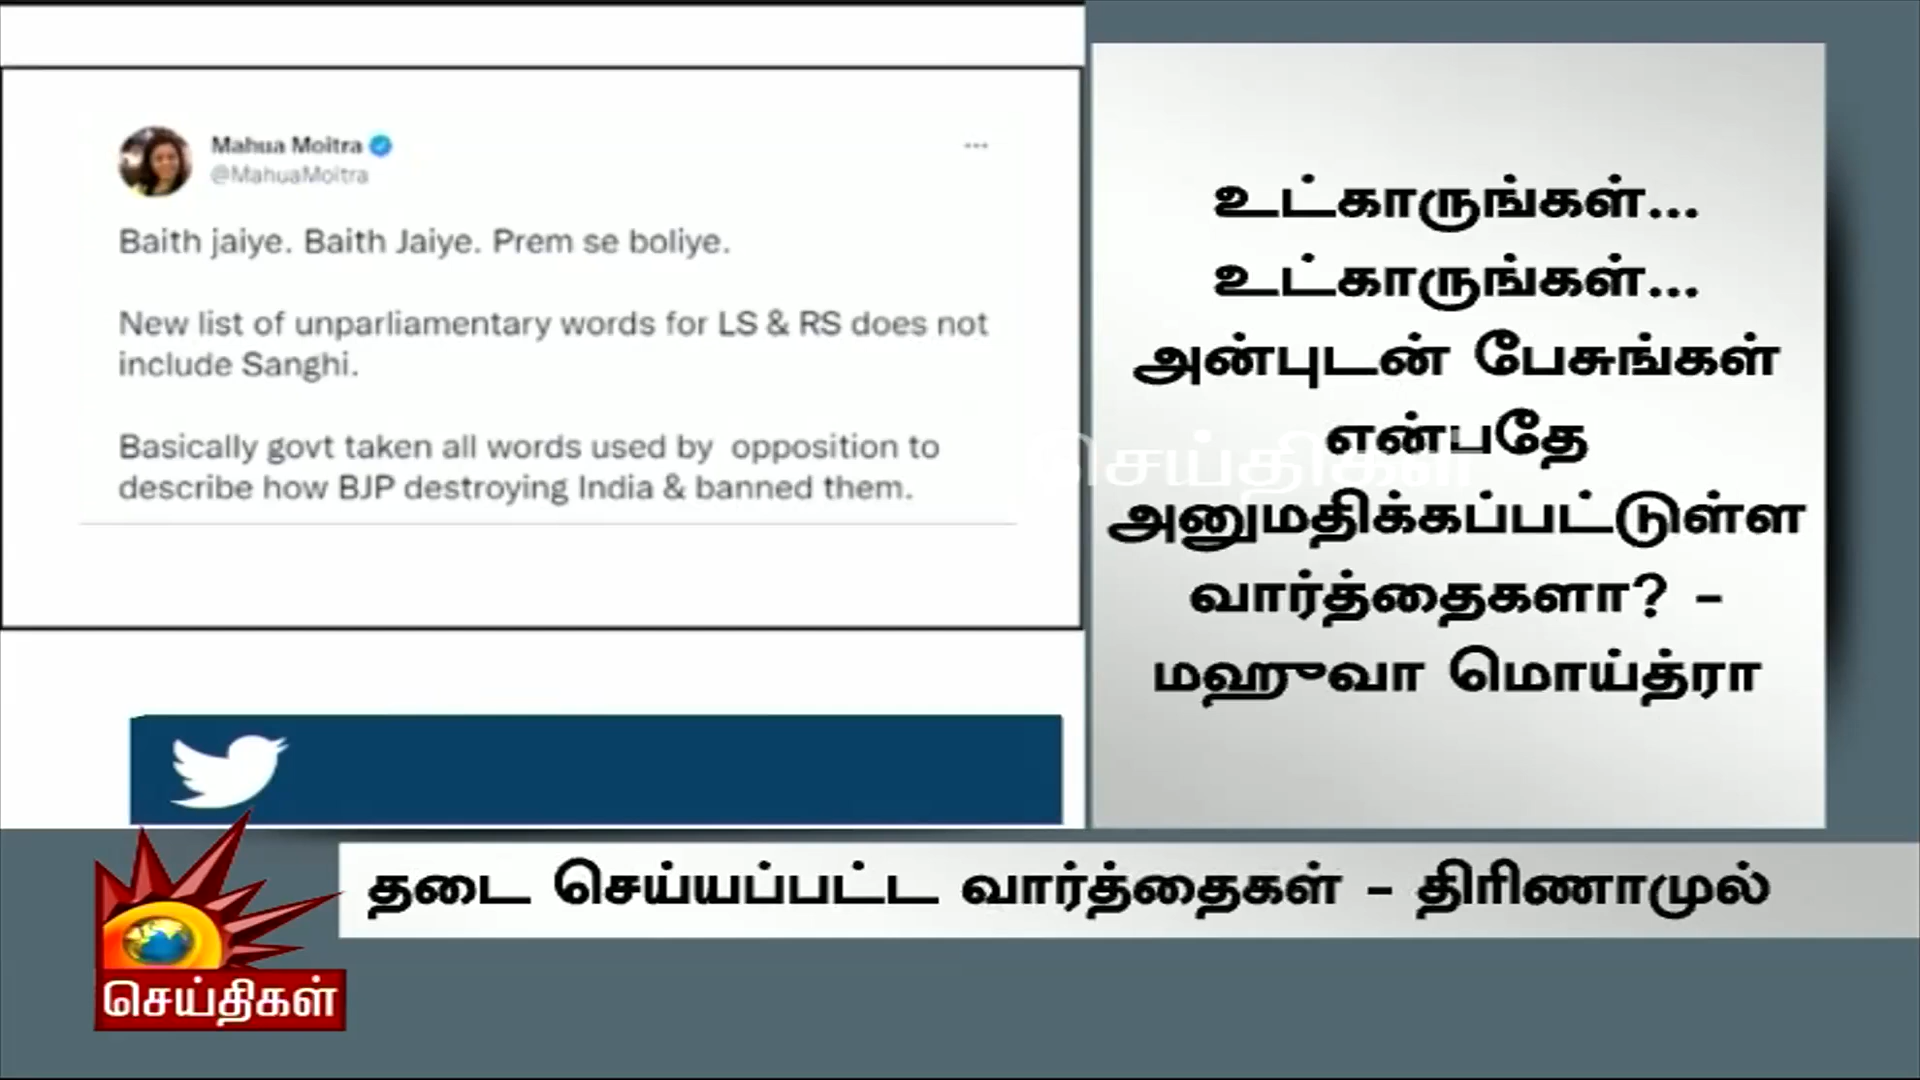 Mahua Moitra
@MahuaMoitra
Baith jaiye. Baith Jaiye. Prem se boliye.
New list of unparliamentary words for LS & RS does not
include Sanghi.
Basically govt taken all words used by opposition to
describe how BJP destroying India & banned them.
உட்காருங்கள்...
உட்காருங்கள்...
அன்புடன் பேசுங்கள்
என்பதே
அனுமதிக்கப்பட்டுள்ள
வார்த்தைகளா? -
மஹுவா மொய்த்ரா
செய்திகள்
தடை செய்யப்பட்ட வார்த்தைகள் - திரிணாமுல்
செய்திகள்